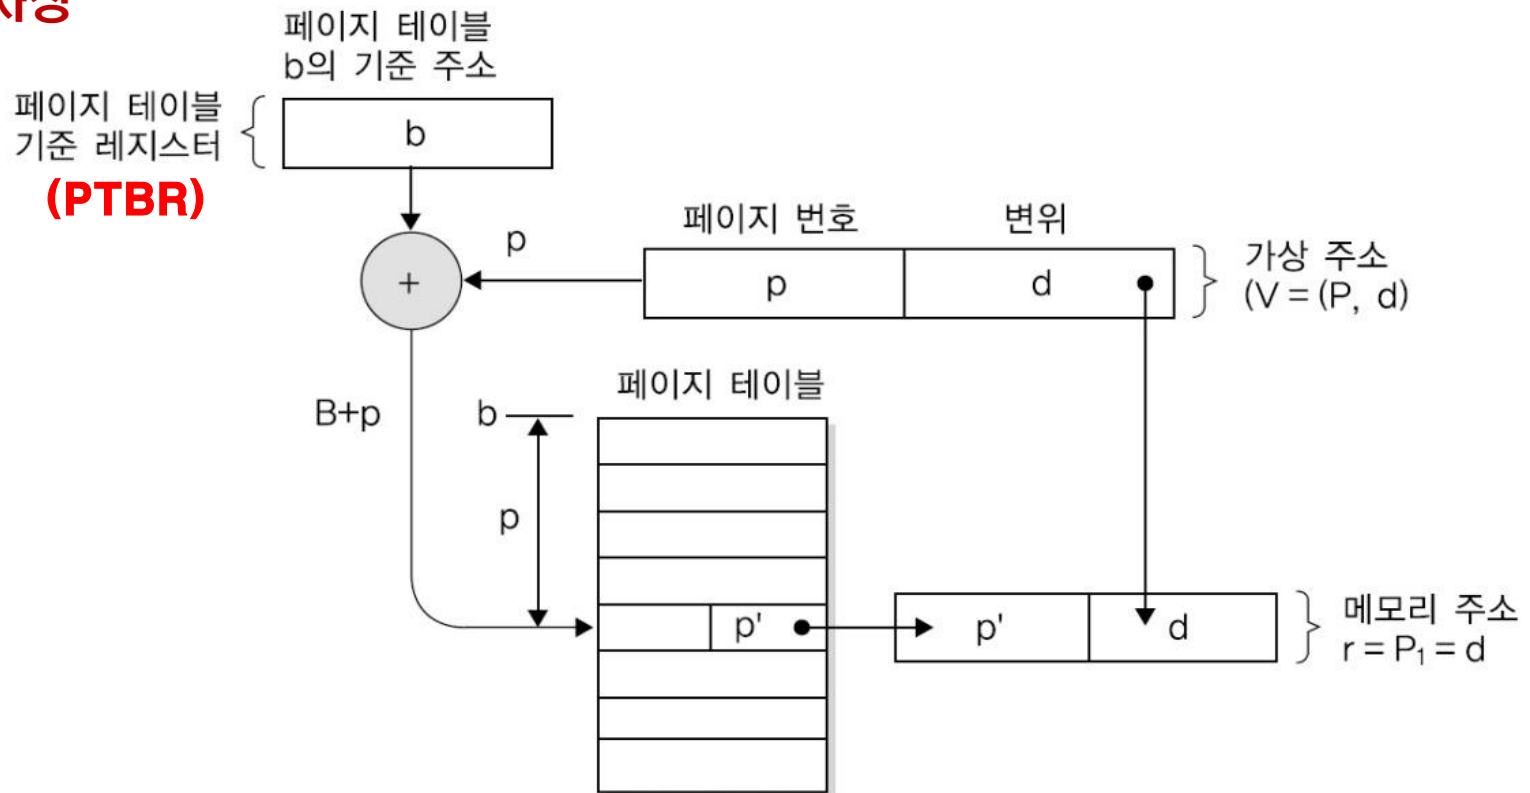 사상
페이지 테이블
b의 기준 주소
페이지 테이블
기준 레지스터
(PTBR)
b
페이지 번호
변위
p
+
p
d
가상 주소
(V = (P, d)
페이지 테이블
B+p
b
p
p'
p'
d
메모리 주소
r = P₁ = d